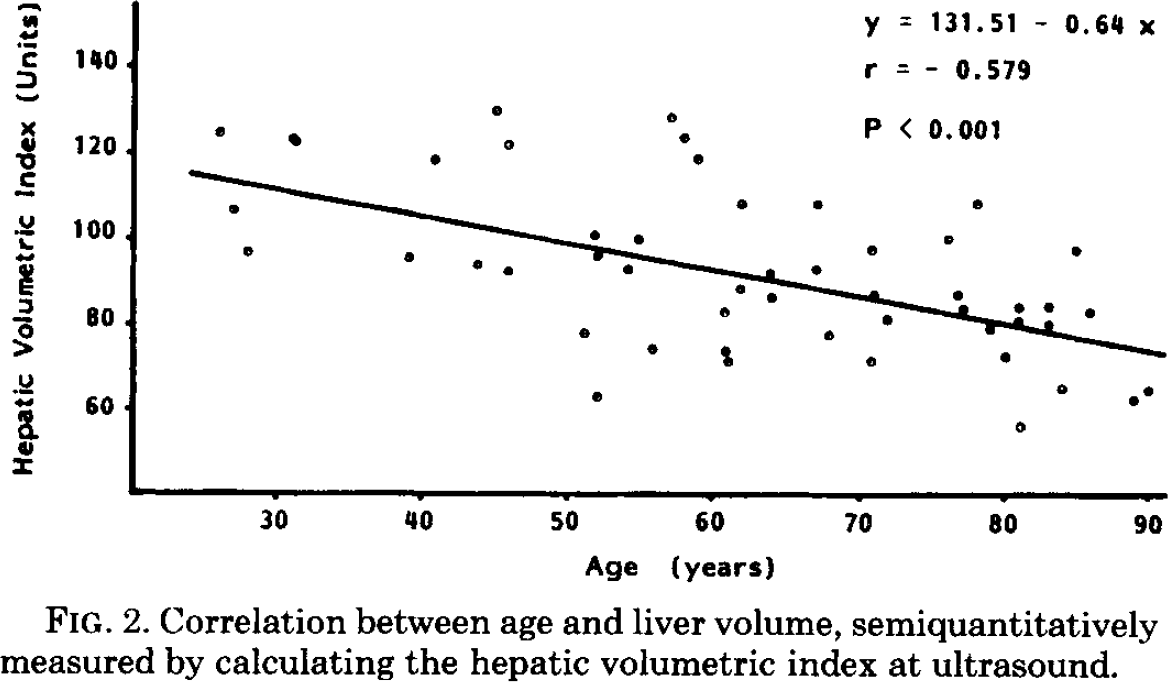 y = 131.51 - 0.64 x
r = - 0.579
P < 0.001
Hepatic Volumetric Index (Units)
140
120
100
80
60
30 40 50 60 70 80 90
Age (years)
FIG. 2. Correlation between age and liver volume, semiquantitatively
measured by calculating the hepatic volumetric index at ultrasound.